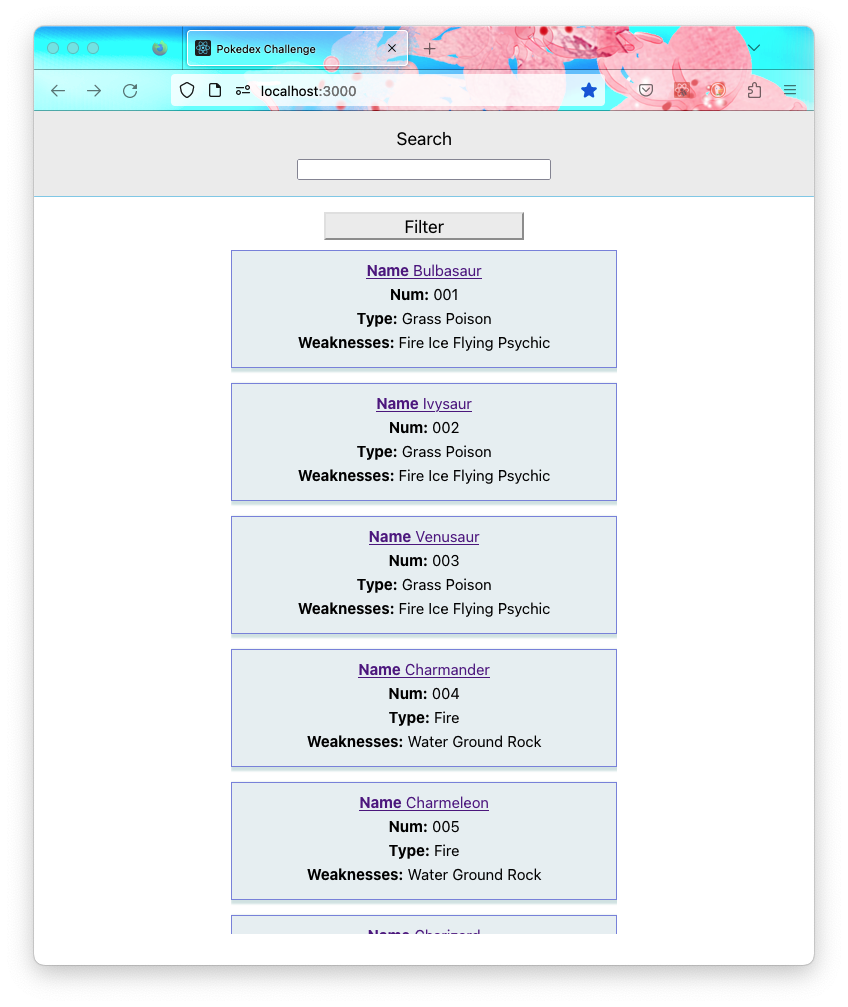 Pokedex Challenge
localhost:3000
Search
Filter
Name Bulbasaur
Num: 001
Type: Grass Poison
Weaknesses: Fire Ice Flying Psychic
Name Ivysaur
Num: 002
Type: Grass Poison
Weaknesses: Fire Ice Flying Psychic
Name Venusaur
Num: 003
Type: Grass Poison
Weaknesses: Fire Ice Flying Psychic
Name Charmander
Num: 004
Type: Fire
Weaknesses: Water Ground Rock
Name Charmeleon
Num: 005
Type: Fire
Weaknesses: Water Ground Rock
Name Charizard